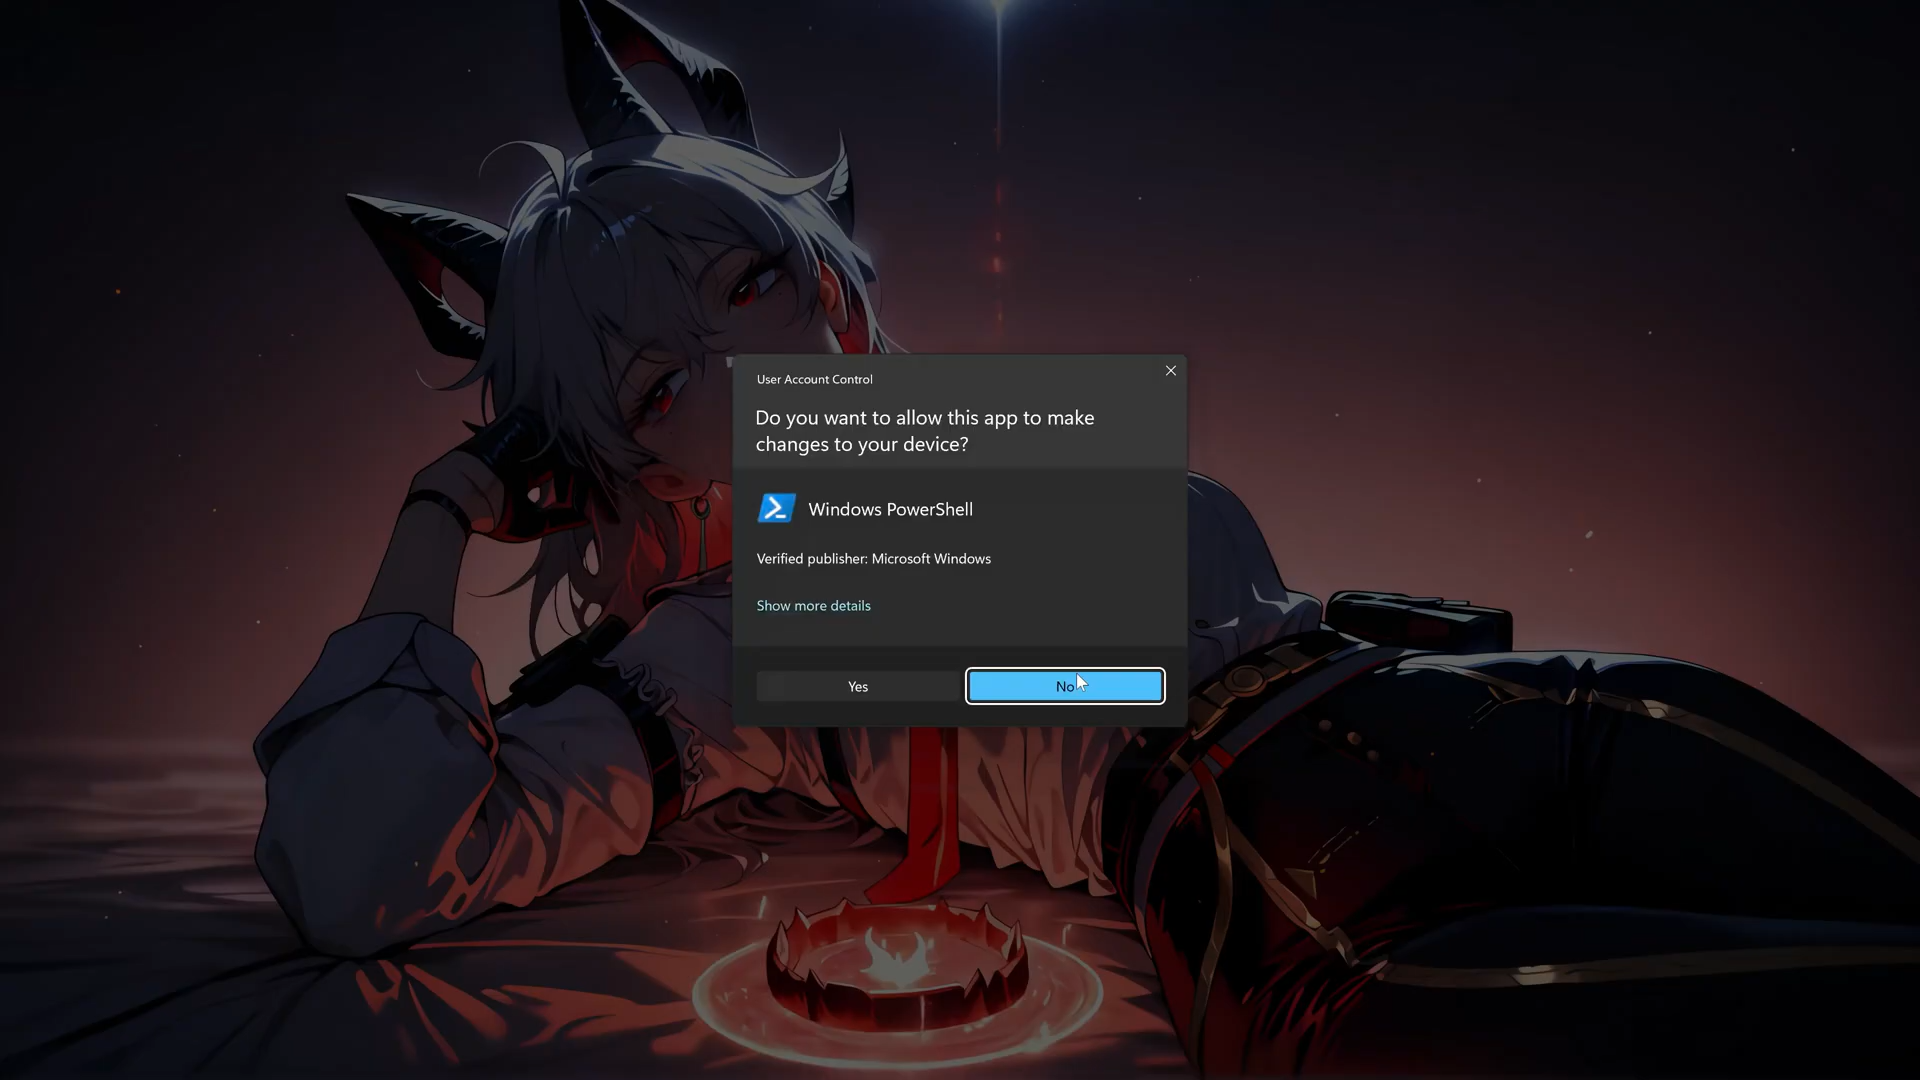 User Account Control
Do you want to allow this app to make
changes to your device?
Windows PowerShell
Verified publisher: Microsoft Windows
Show more details
Yes
No